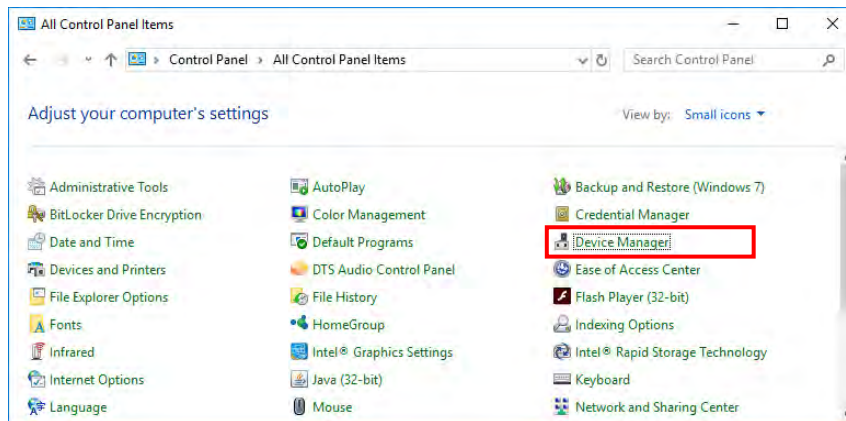 All Control Panel Items
Control Panel > All Control Panel Items
Search Control Panel
Adjust your computer's settings
View by: Small icons
Administrative Tools
AutoPlay
Backup and Restore (Windows 7)
BitLocker Drive Encryption
Color Management
Credential Manager
Date and Time
Default Programs
Device Manager
Devices and Printers
DTS Audio Control Panel
Ease of Access Center
File Explorer Options
File History
Flash Player (32-bit)
Fonts
HomeGroup
Indexing Options
Infrared
Intel® Graphics Settings
Intel® Rapid Storage Technology
Internet Options
Java (32-bit)
Keyboard
Language
Mouse
Network and Sharing Center